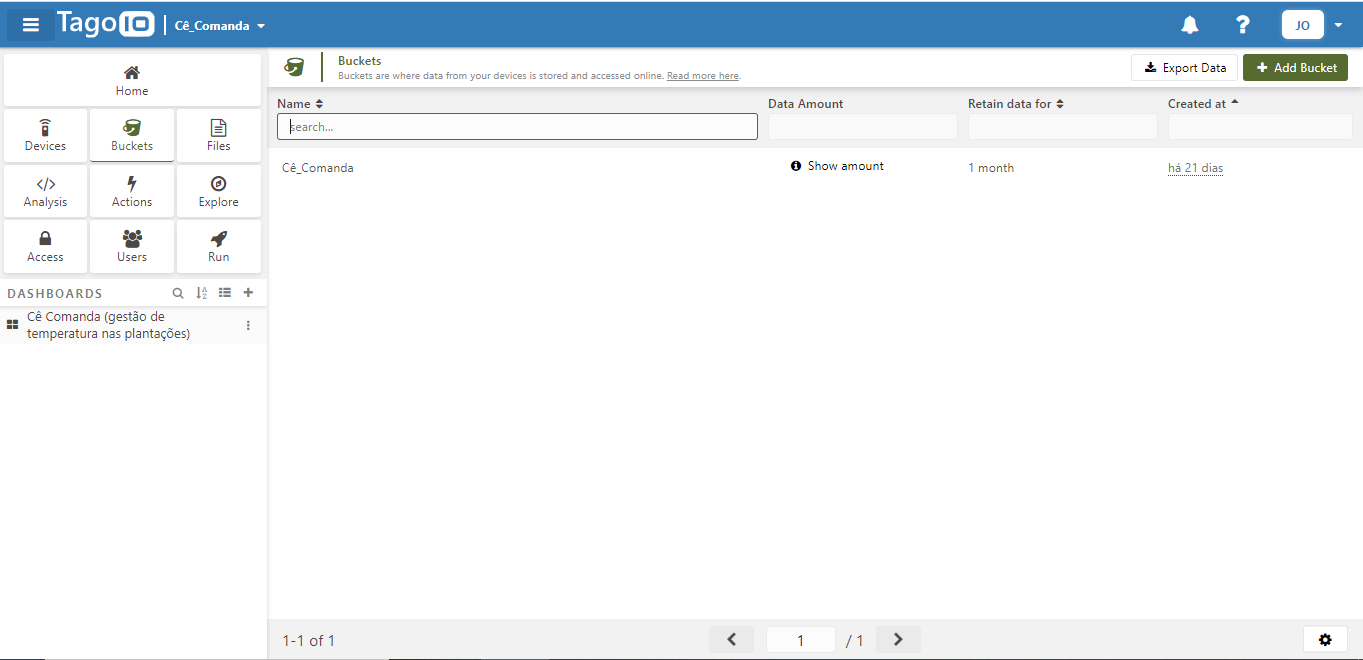 TagoIO Cê_Comanda
JO
Home
Devices
Buckets
Files
Analysis
Actions
Explore
Access
Users
Run
DASHBOARDS
Cê Comanda (gestão de
temperatura nas plantações)
Buckets
Buckets are where data from your devices is stored and accessed online. Read more here.
Export Data
Add Bucket
Name
Data Amount
Retain data for
Created at
search...
Cê_Comanda
Show amount
1 month
há 21 dias
1-1 of 1
1
/ 1